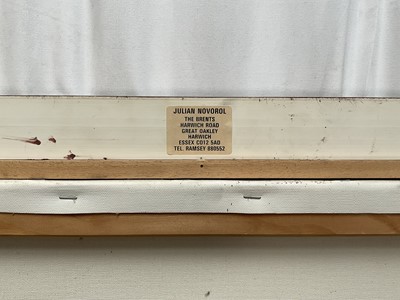 JULIAN NOVOROL
THE BRENTS
HARWICH ROAD
GREAT OAKLEY
HARWICH
ESSEX CO12 5AD
TEL. RAMSEY 880552